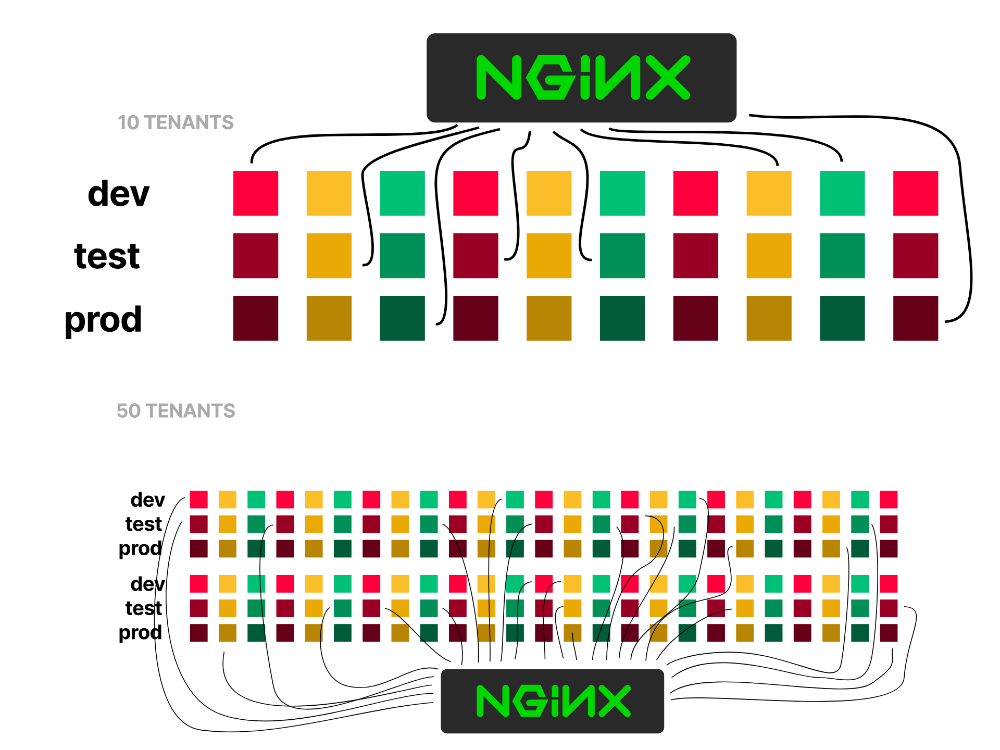 NGiNX
10 TENANTS
dev
test
prod
50 TENANTS
dev
test
prod
dev
test
prod
NGiNX